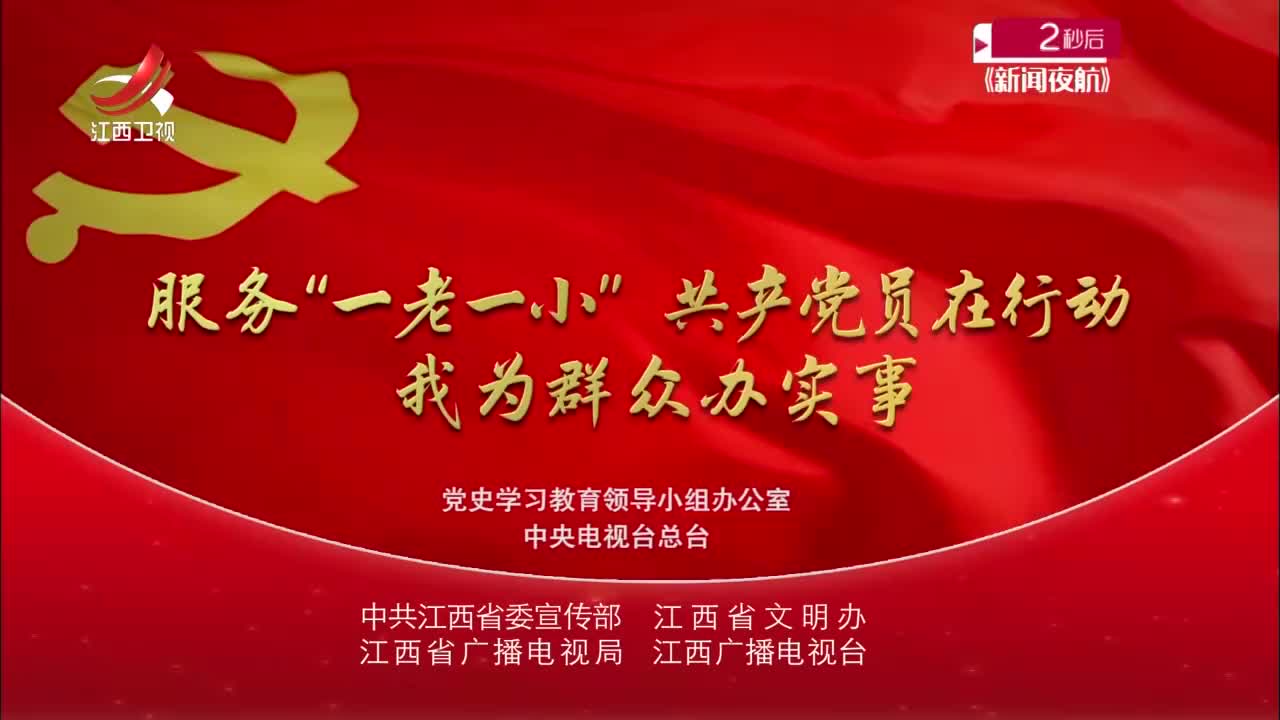 江西卫视
2秒后
《新闻夜航》
服务“一老一小” 共产党员在行动
我为群众办实事
党史学习教育领导小组办公室
中央电视台总台
中共江西省委宣传部 江西省文明办
江西省广播电视局 江西广播电视台